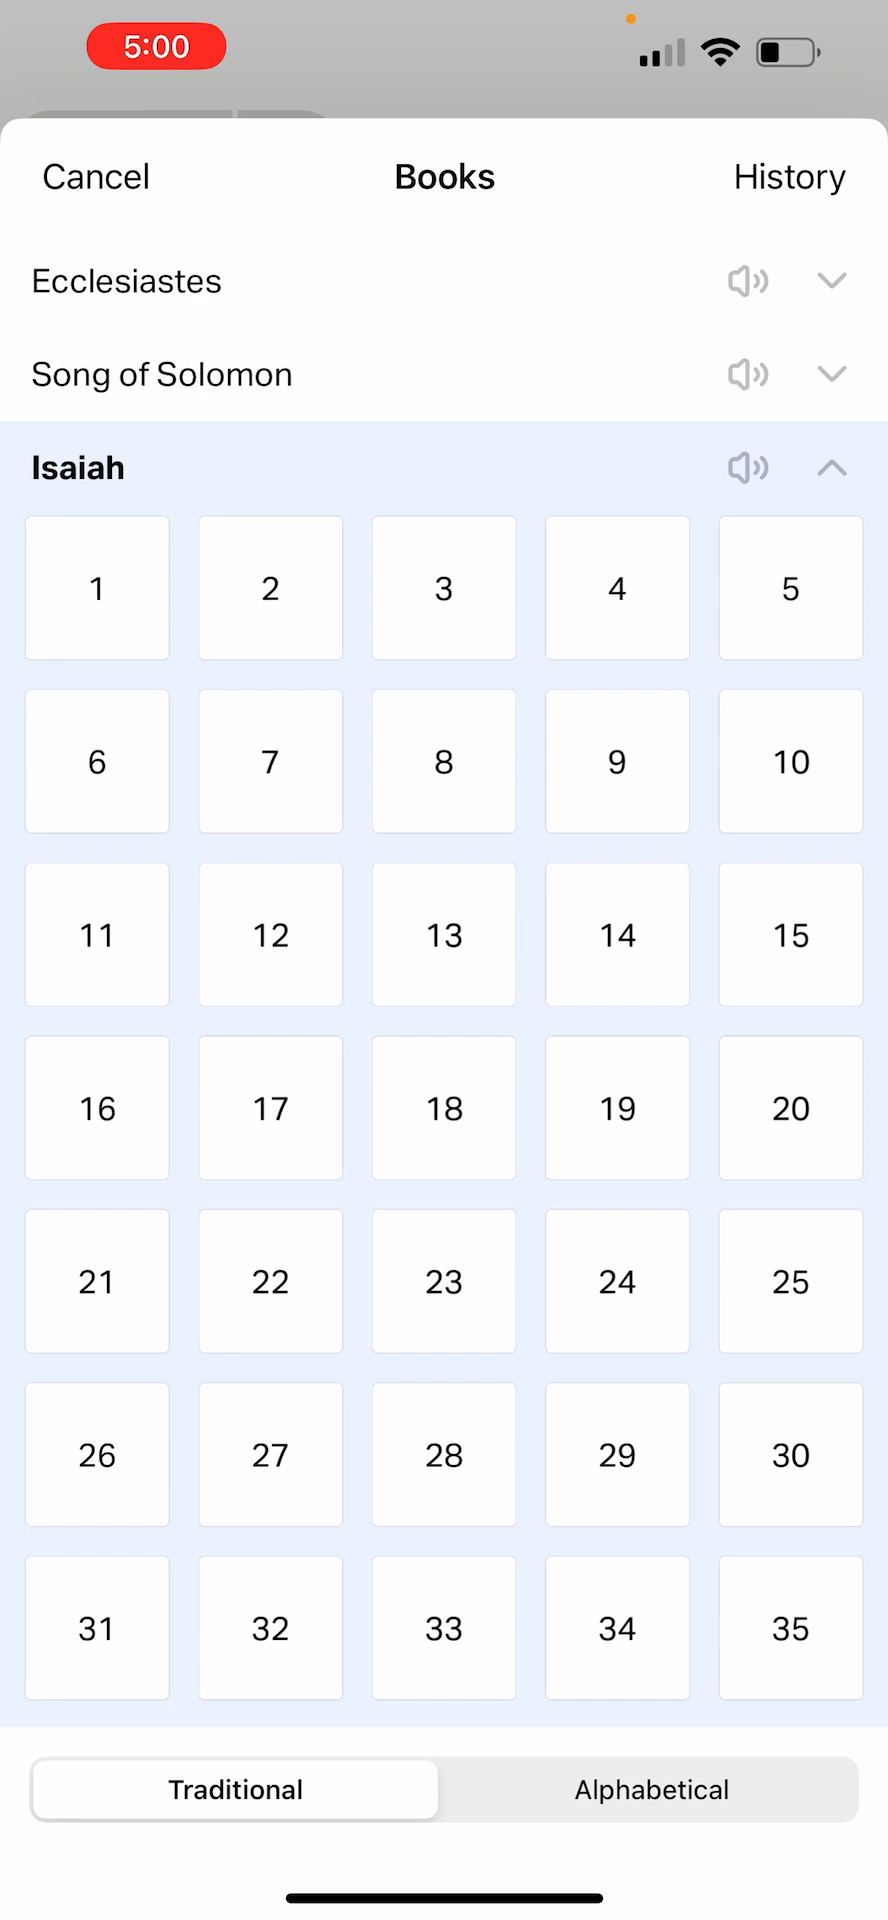 5:00
Cancel Books History
Ecclesiastes
Song of Solomon
Isaiah
1 2 3 4 5
6 7 8 9 10
11 12 13 14 15
16 17 18 19 20
21 22 23 24 25
26 27 28 29 30
31 32 33 34 35
Traditional Alphabetical